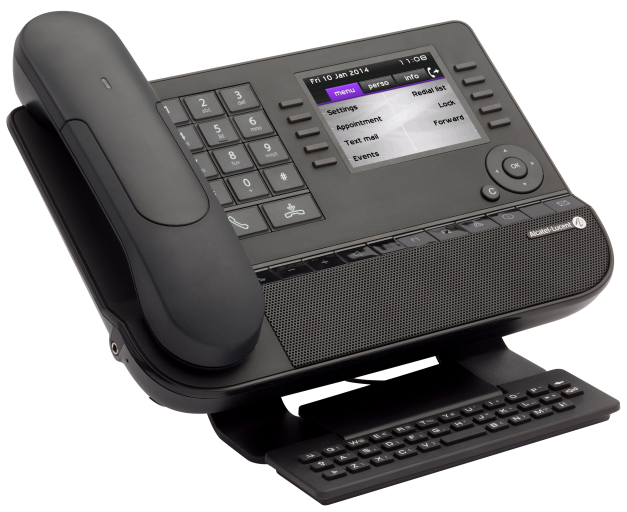 Fri 10 Jan 2014 11:08
menu perso info
Settings Redial list
Appointment Lock
Text mail Forward
Events
1 2 3
abc def
4 5 6
jkl mno
8 9
tuv wxyz
0 #
+
OK
C
i
Alcatel-Lucent
Q W E R T Y U I O P
A S D F G H J K L
Z X C V B N M